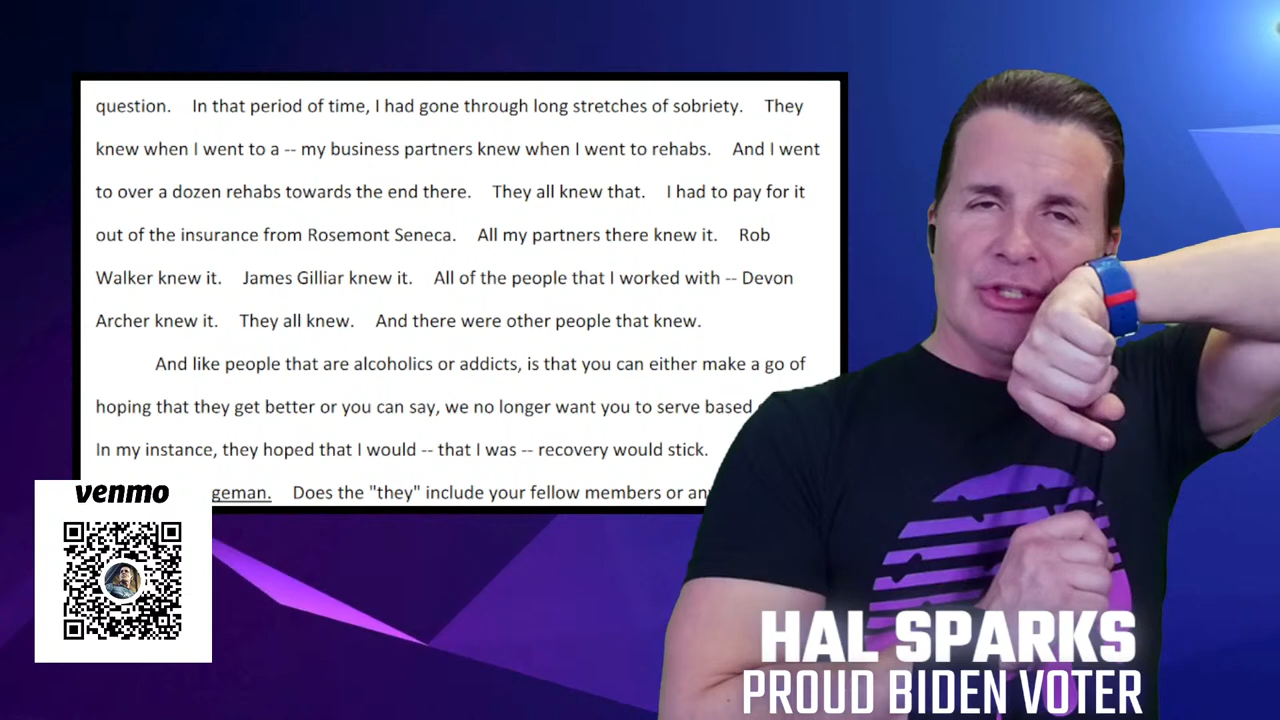 question. In that period of time, I had gone through long stretches of sobriety. They
knew when I went to a -- my business partners knew when I went to rehabs. And I went
to over a dozen rehabs towards the end there. They all knew that. I had to pay for it
out of the insurance from Rosemont Seneca. All my partners there knew it. Rob
Walker knew it. James Gilliar knew it. All of the people that I worked with -- Devon
Archer knew it. They all knew. And there were other people that knew.
And like people that are alcoholics or addicts, is that you can either make a go of
hoping that they get better or you can say, we no longer want you to serve based
In my instance, they hoped that I would -- that I was -- recovery would stick.
geman. Does the "they" include your fellow members or
venmo
HAL SPARKS
PROUD BIDEN VOTER